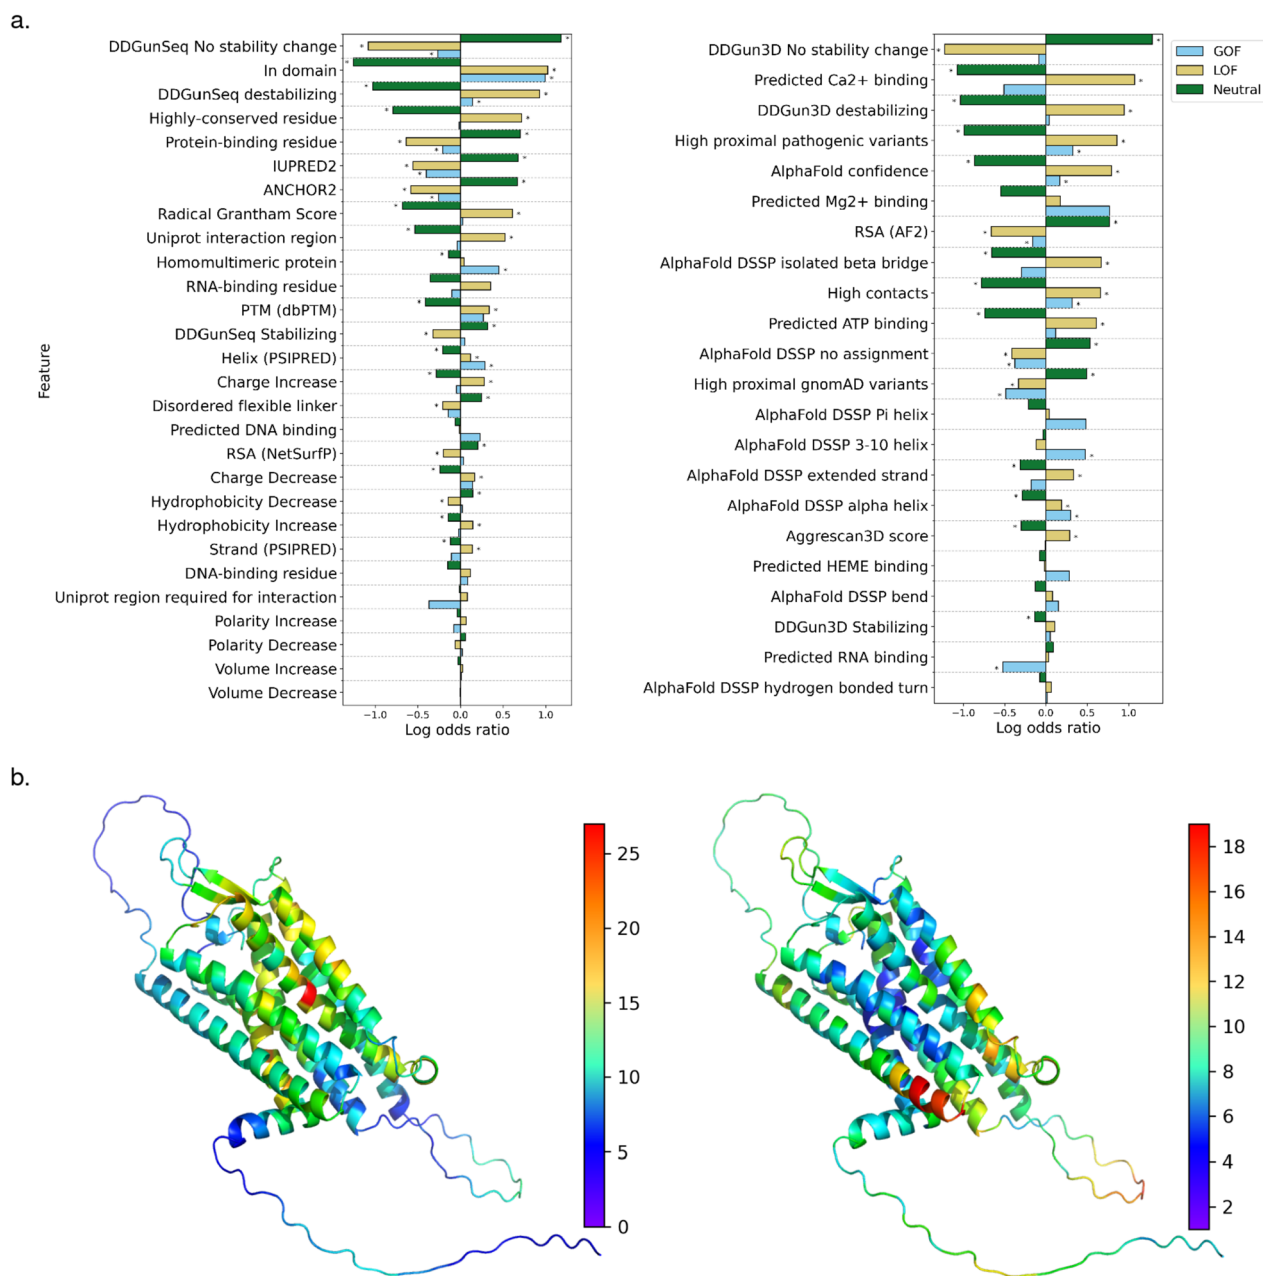 a.
Feature
DDGunSeq No stability change
In domain
DDGunSeq destabilizing
Highly-conserved residue
Protein-binding residue
IUPRED2
ANCHOR2
Radical Grantham Score
Uniprot interaction region
Homomultimeric protein
RNA-binding residue
PTM (dbPTM)
DDGunSeq Stabilizing
Helix (PSIPRED)
Charge Increase
Disordered flexible linker
Predicted DNA binding
RSA (NetSurfP)
Charge Decrease
Hydrophobicity Decrease
Hydrophobicity Increase
Strand (PSIPRED)
DNA-binding residue
Uniprot region required for interaction
Polarity Increase
Polarity Decrease
Volume Increase
Volume Decrease
−1.0 −0.5 0.0 0.5 1.0
Log odds ratio
DDGun3D No stability change
Predicted Ca2+ binding
DDGun3D destabilizing
High proximal pathogenic variants
AlphaFold confidence
Predicted Mg2+ binding
RSA (AF2)
AlphaFold DSSP isolated beta bridge
High contacts
Predicted ATP binding
AlphaFold DSSP no assignment
High proximal gnomAD variants
AlphaFold DSSP Pi helix
AlphaFold DSSP 3-10 helix
AlphaFold DSSP extended strand
AlphaFold DSSP alpha helix
Aggrescan3D score
Predicted HEME binding
AlphaFold DSSP bend
DDGun3D Stabilizing
Predicted RNA binding
AlphaFold DSSP hydrogen bonded turn
−1.0 −0.5 0.0 0.5 1.0
Log odds ratio
GOF
LOF
Neutral
b.
25
20
15
10
5
0
18
16
14
12
10
8
6
4
2